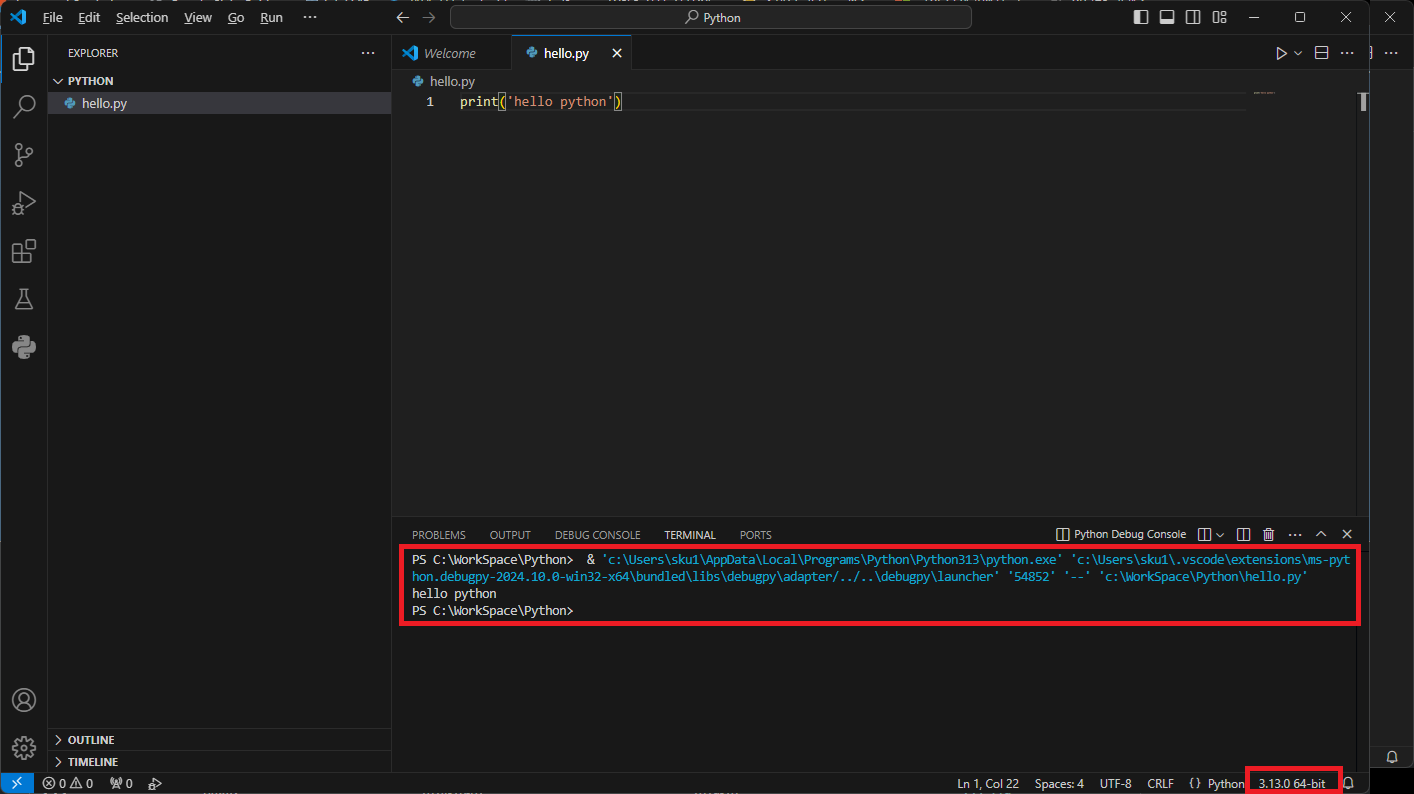 File Edit Selection View Go Run ··· Python
EXPLORER ···
PYTHON
hello.py
Welcome hello.py
hello.py
1 print('hello python')
PROBLEMS OUTPUT DEBUG CONSOLE TERMINAL PORTS Python Debug Console
PS C:\WorkSpace\Python>  & 'c:\Users\sku1\AppData\Local\Programs\Python\Python313\python.exe' 'c:\Users\sku1\.vscode\extensions\ms-pyt
hon.debugpy-2024.10.0-win32-x64\bundled\libs\debugpy\adapter/../..\debugpy\launcher' '54852' '--' 'c:\WorkSpace\Python\hello.py'
hello python
PS C:\WorkSpace\Python>
OUTLINE
TIMELINE
0 0 0 Ln 1, Col 22 Spaces: 4 UTF-8 CRLF {} Python 3.13.0 64-bit